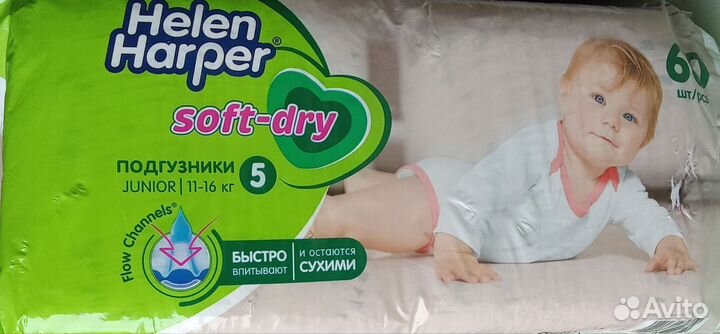 Helen
Harper®
soft-dry
ПОДГУЗНИКИ
JUNIOR | 11-16 кг
5
60
шт/pcs
Flow Channels®
БЫСТРО
ВПИТЫВАЮТ
и остаются
СУХИМИ
Avito